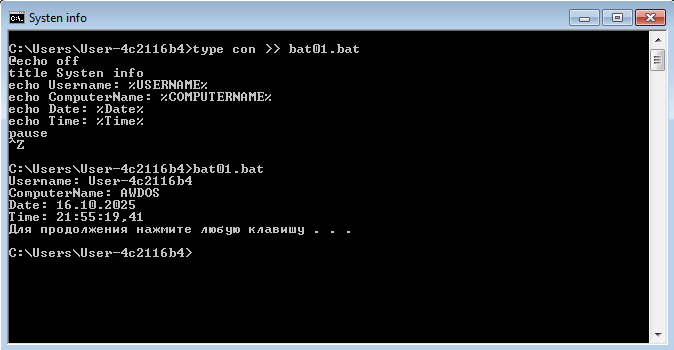 Systen info
C:\Users\User-4c2116b4>type con >> bat01.bat
@echo off
title Systen info
echo Username: %USERNAME%
echo ComputerName: %COMPUTERNAME%
echo Date: %Date%
echo Time: %Time%
pause
^Z
C:\Users\User-4c2116b4>bat01.bat
Username: User-4c2116b4
ComputerName: AWDOS
Date: 16.10.2025
Time: 21:55:19,41
Для продолжения нажмите любую клавишу . . .
C:\Users\User-4c2116b4>